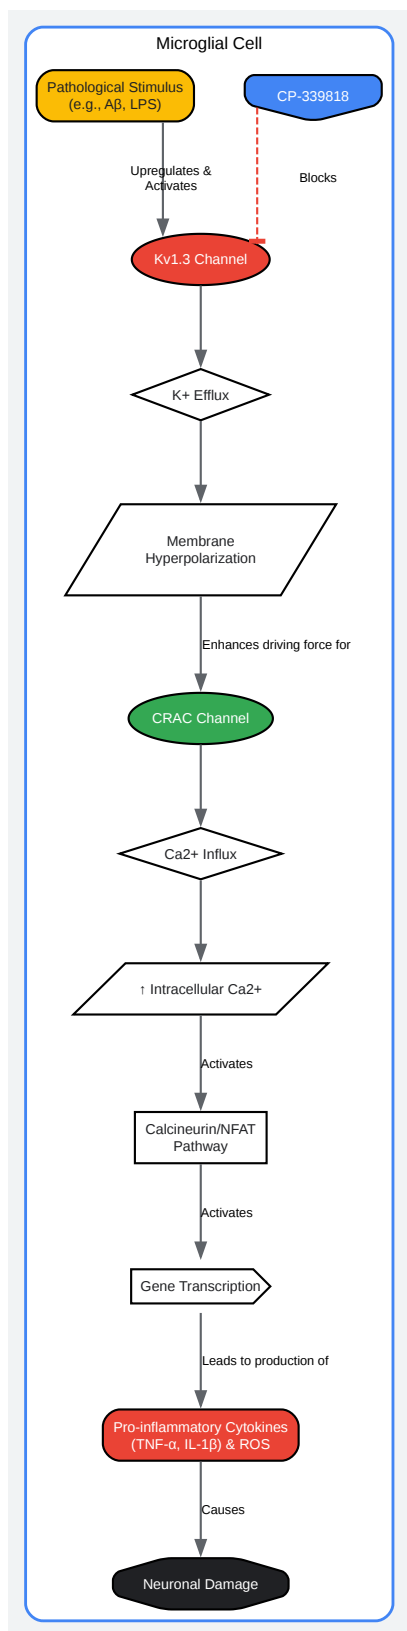 Microglial Cell
Pathological Stimulus
(e.g., Aβ, LPS)
CP-339818
Upregulates &
Activates
Blocks
Kv1.3 Channel
K+ Efflux
Membrane
Hyperpolarization
Enhances driving force for
CRAC Channel
Ca2+ Influx
↑ Intracellular Ca2+
Activates
Calcineurin/NFAT
Pathway
Activates
Gene Transcription
Leads to production of
Pro-inflammatory Cytokines
(TNF-α, IL-1β) & ROS
Causes
Neuronal Damage